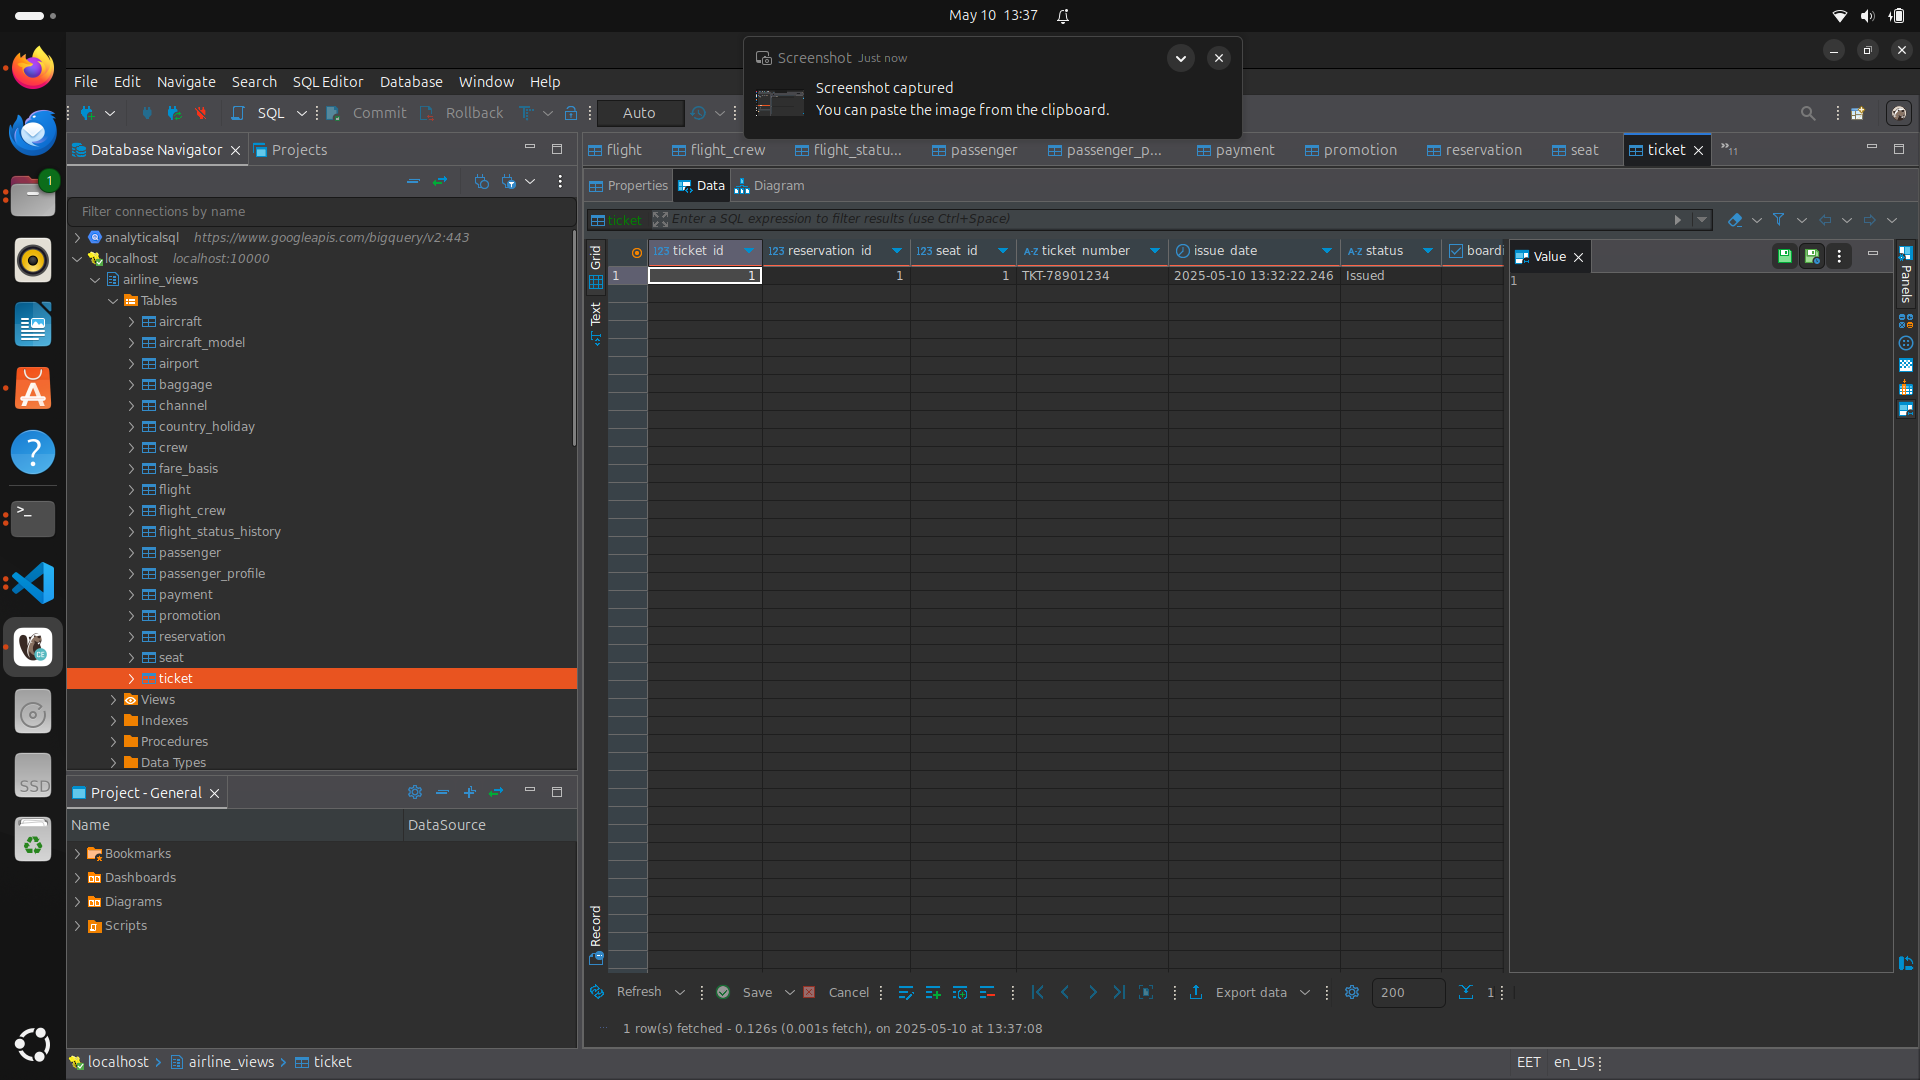 May 10 13:37
Screenshot Just now
Screenshot captured
You can paste the image from the clipboard.
File Edit Navigate Search SQL Editor Database Window Help
SQL Commit Rollback Auto
Database Navigator Projects
flight flight_crew flight_statu... passenger passenger_p... payment promotion reservation seat ticket »11
Properties Data Diagram
Filter connections by name
ticket Enter a SQL expression to filter results (use Ctrl+Space)
analyticalsql https://www.googleapis.com/bigquery/v2:443
localhost localhost:10000
airline_views
Tables
aircraft
aircraft_model
airport
baggage
channel
country_holiday
crew
fare_basis
flight
flight_crew
flight_status_history
passenger
passenger_profile
payment
promotion
reservation
seat
ticket
Views
Indexes
Procedures
Data Types
Grid
Text
Record
123 ticket_id 123 reservation_id 123 seat_id A-Z ticket_number issue_date A-Z status board
1 1 1 1 TKT-78901234 2025-05-10 13:32:22.246 Issued
Value
1
Panels
Project - General
Name DataSource
Bookmarks
Dashboards
Diagrams
Scripts
Refresh Save Cancel Export data 200 1
1 row(s) fetched - 0.126s (0.001s fetch), on 2025-05-10 at 13:37:08
localhost airline_views ticket
EET en_US
1
>_
?
SSD
CE